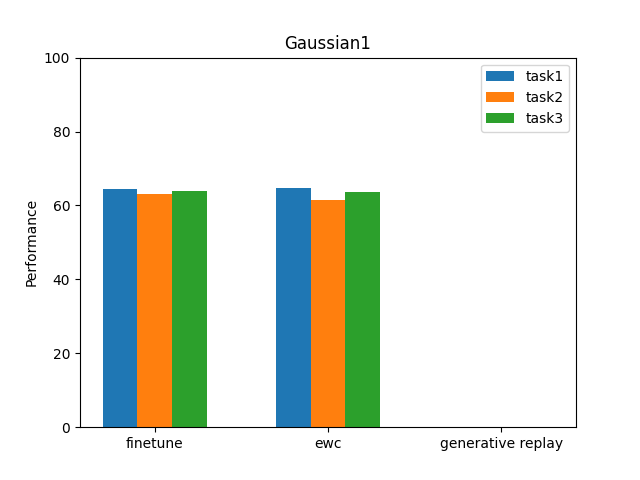 Gaussian1
100
80
60
40
20
0
Performance
task1
task2
task3
finetune
ewc
generative replay